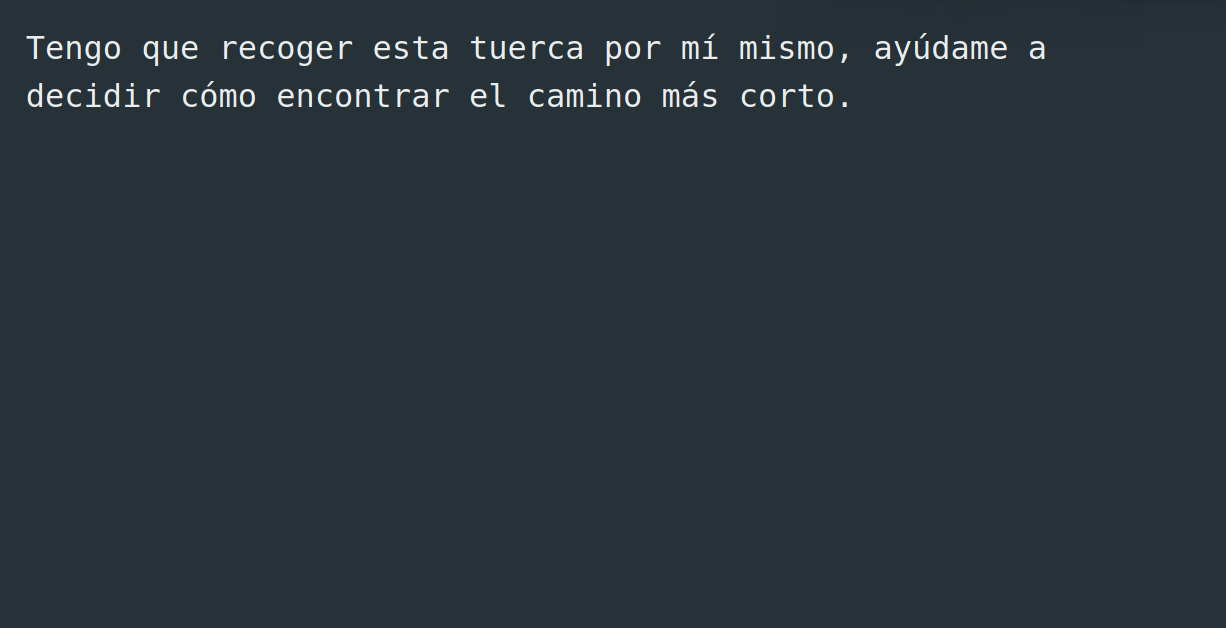 Tengo que recoger esta tuerca por mí mismo, ayúdame a
decidir cómo encontrar el camino más corto.